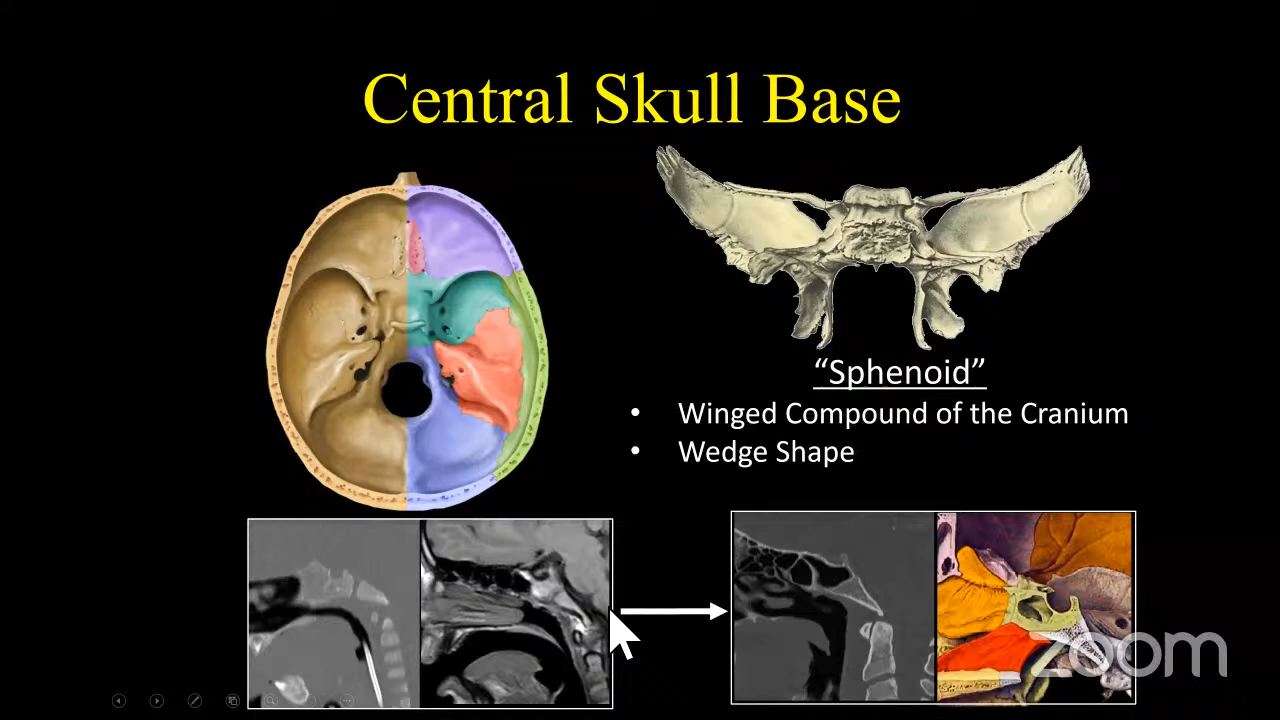 Central Skull Base
“Sphenoid”
• Winged Compound of the Cranium
• Wedge Shape
zoom